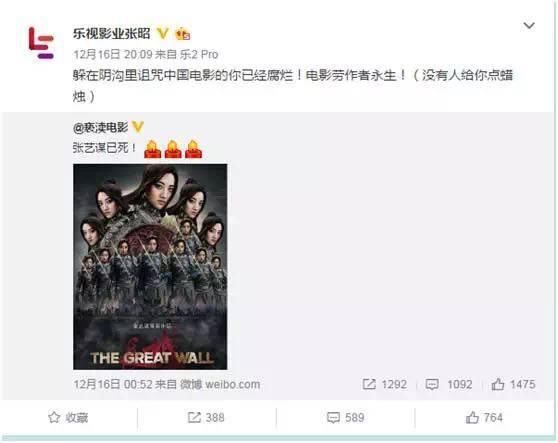 乐视影业张昭
12月16日 20:09 来自 乐2 Pro
躲在阴沟里诅咒中国电影的你已经腐烂！电影劳作者永生！（没有人给你点蜡
烛）
@亵渎电影
张艺谋已死！
THE GREAT WALL
12月16日 00:52 来自 微博 weibo.com
1292
1092
1475
收藏
388
589
764